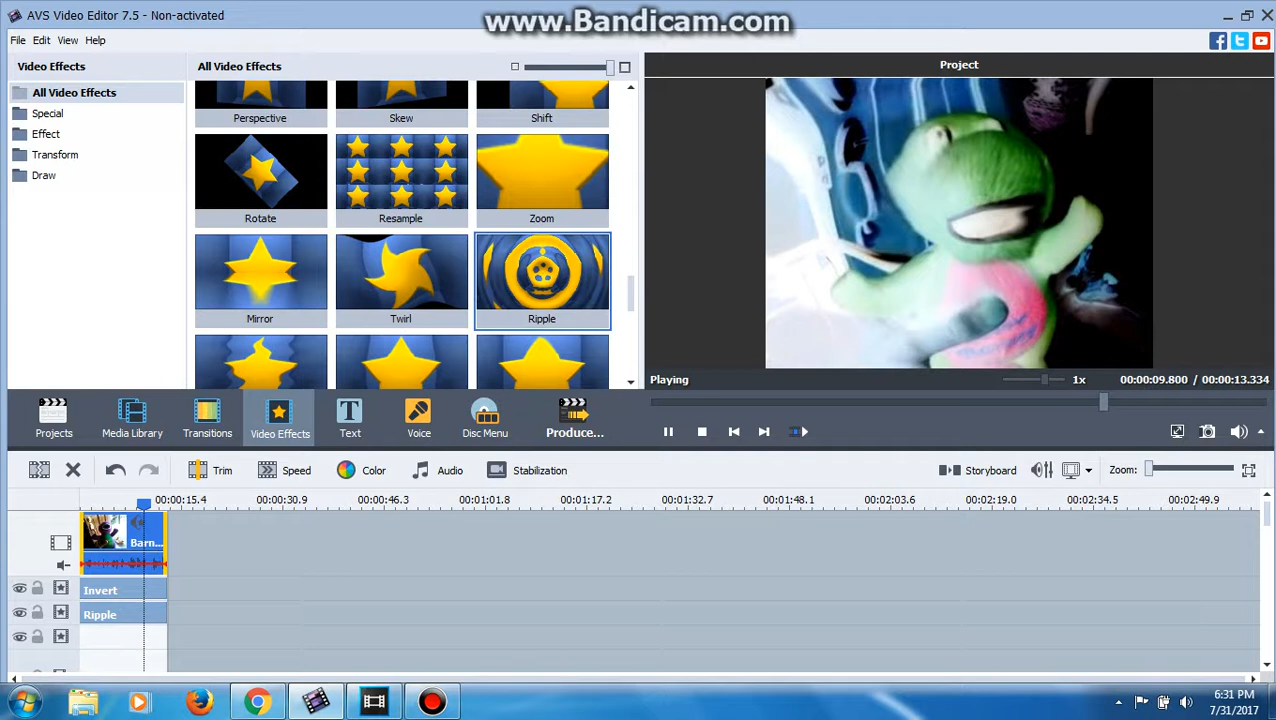 AVS Video Editor 7.5 - Non-activated
www.Bandicam.com
File Edit View Help
Video Effects
All Video Effects
Project
All Video Effects
Special
Effect
Transform
Draw
Perspective
Skew
Shift
Rotate
Resample
Zoom
Mirror
Twirl
Ripple
Playing
1x
00:00:09.800 / 00:00:13.334
Projects
Media Library
Transitions
Video Effects
Text
Voice
Disc Menu
Produce...
Trim
Speed
Color
Audio
Stabilization
Storyboard
Zoom:
00:00:15.4 00:00:30.9 00:00:46.3 00:01:01.8 00:01:17.2 00:01:32.7 00:01:48.1 00:02:03.6 00:02:19.0 00:02:34.5 00:02:49.9
Barn...
Invert
Ripple
6:31 PM
7/31/2017